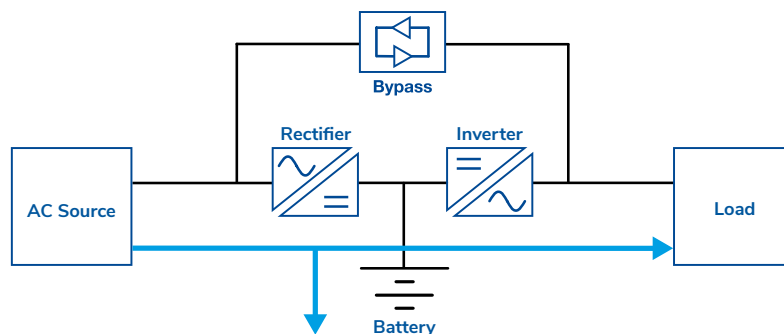 Bypass
Rectifier
Inverter
AC Source
Load
Battery